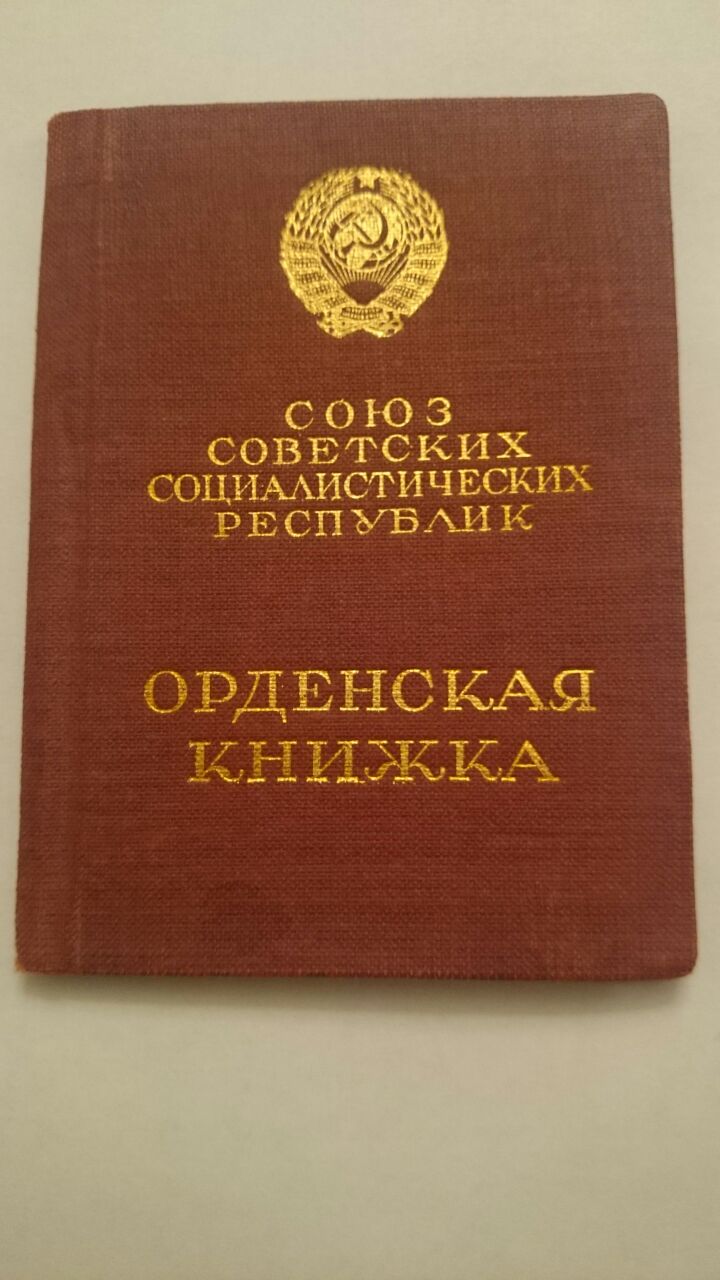 СОЮЗ
СОВЕТСКИХ
СОЦИАЛИСТИЧЕСКИХ
РЕСПУБЛИК
ОРДЕНСКАЯ
КНИЖКА